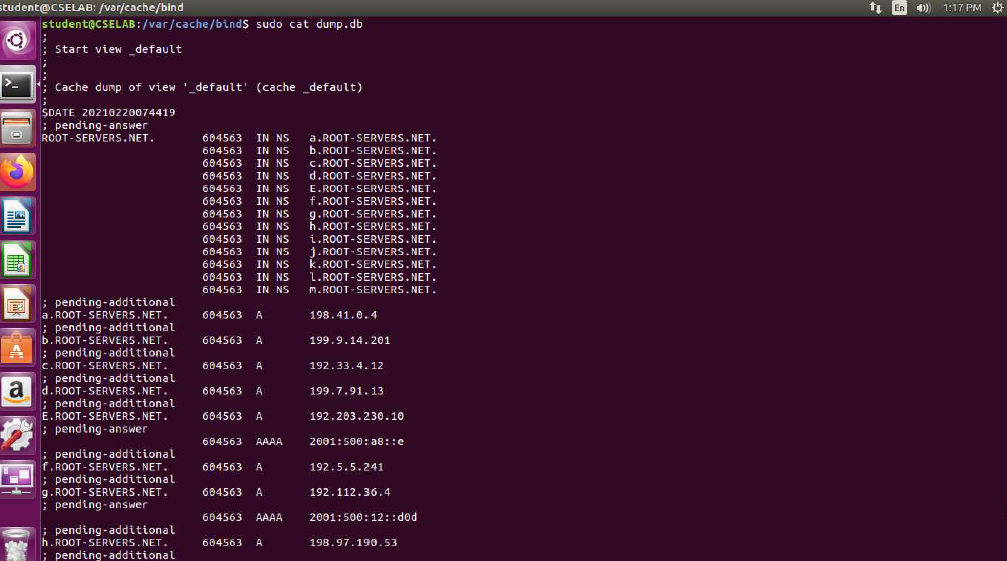 student@CSELAB: /var/cache/bind
En
1:17 PM
student@CSELAB:/var/cache/bind$ sudo cat dump.db
;
; Start view _default
;
;
; Cache dump of view '_default' (cache _default)
;
$DATE 20210220074419
; pending-answer
ROOT-SERVERS.NET. 604563 IN NS a.ROOT-SERVERS.NET.
604563 IN NS b.ROOT-SERVERS.NET.
604563 IN NS c.ROOT-SERVERS.NET.
604563 IN NS d.ROOT-SERVERS.NET.
604563 IN NS E.ROOT-SERVERS.NET.
604563 IN NS f.ROOT-SERVERS.NET.
604563 IN NS g.ROOT-SERVERS.NET.
604563 IN NS h.ROOT-SERVERS.NET.
604563 IN NS i.ROOT-SERVERS.NET.
604563 IN NS j.ROOT-SERVERS.NET.
604563 IN NS k.ROOT-SERVERS.NET.
604563 IN NS l.ROOT-SERVERS.NET.
604563 IN NS m.ROOT-SERVERS.NET.
; pending-additional
a.ROOT-SERVERS.NET. 604563 A 198.41.0.4
; pending-additional
b.ROOT-SERVERS.NET. 604563 A 199.9.14.201
; pending-additional
c.ROOT-SERVERS.NET. 604563 A 192.33.4.12
; pending-additional
d.ROOT-SERVERS.NET. 604563 A 199.7.91.13
; pending-additional
E.ROOT-SERVERS.NET. 604563 A 192.203.230.10
; pending-answer
604563 AAAA 2001:500:a8::e
; pending-additional
f.ROOT-SERVERS.NET. 604563 A 192.5.5.241
; pending-additional
g.ROOT-SERVERS.NET. 604563 A 192.112.36.4
; pending-answer
604563 AAAA 2001:500:12::d0d
; pending-additional
h.ROOT-SERVERS.NET. 604563 A 198.97.190.53
; pending-additional